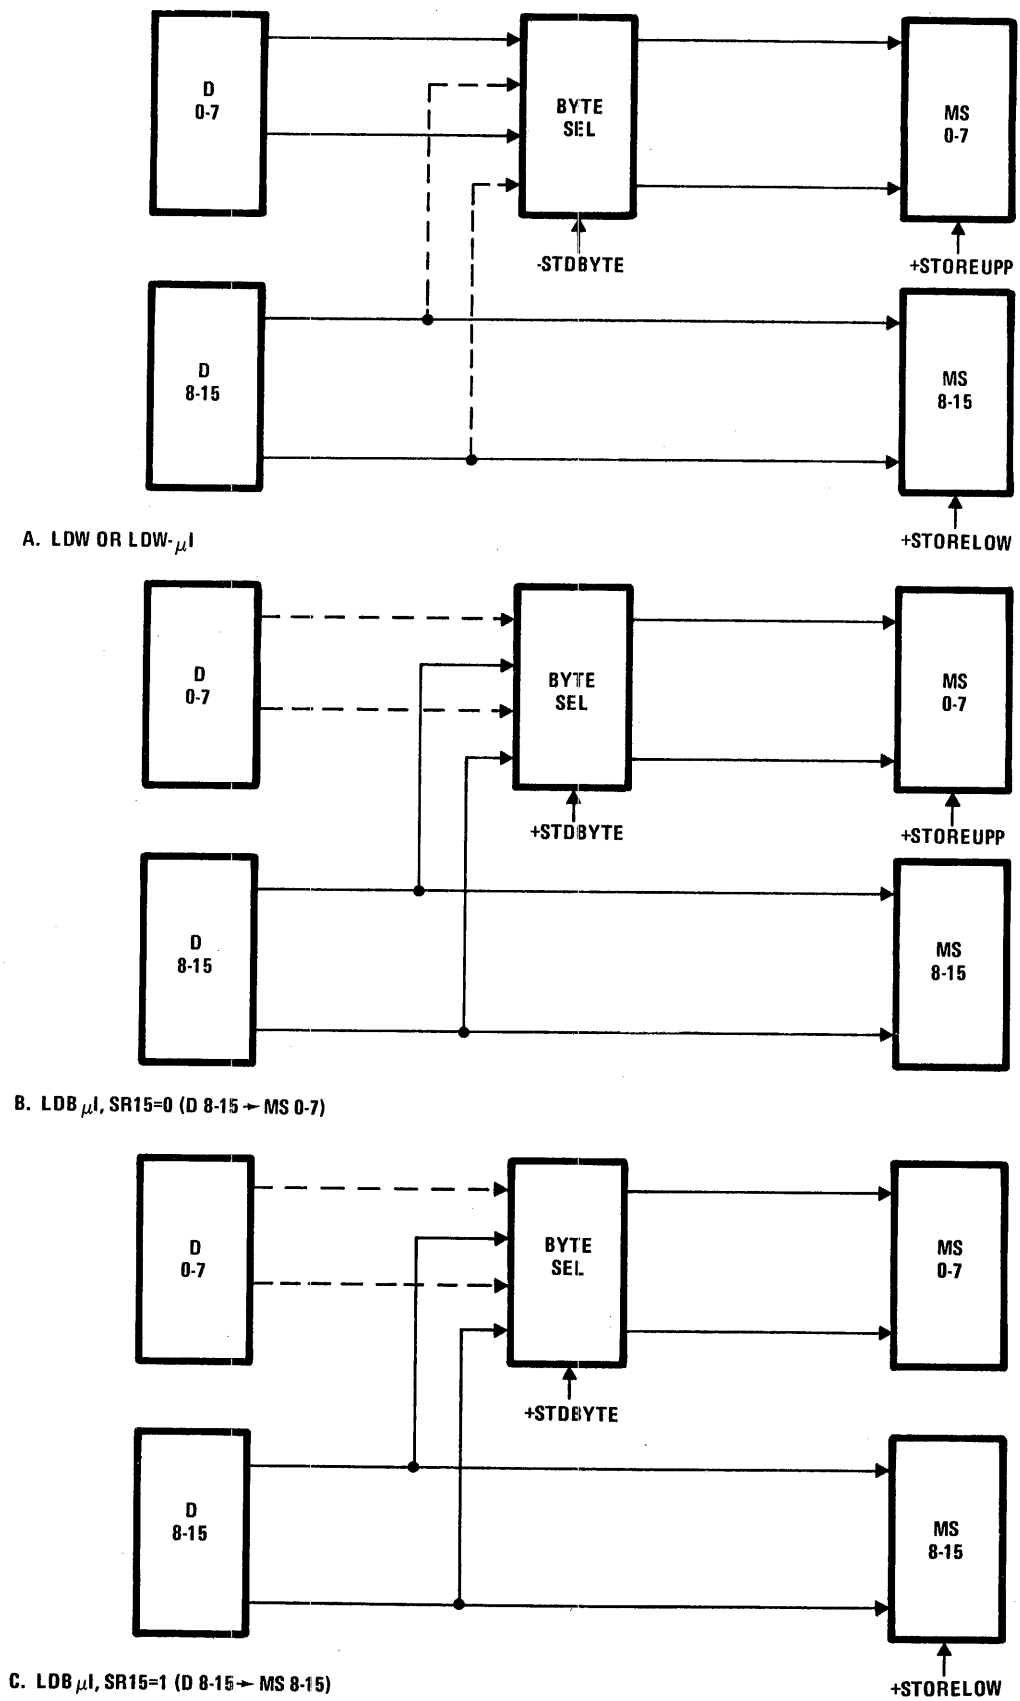 D
0-7
BYTE
SEL
MS
0-7
-STDBYTE
+STOREUPP
D
8-15
MS
8-15
+STORELOW
A. LDW OR LDW-μI
D
0-7
BYTE
SEL
MS
0-7
+STDBYTE
+STOREUPP
D
8-15
MS
8-15
B. LDB μI, SR15=0 (D 8-15 → MS 0-7)
D
0-7
BYTE
SEL
MS
0-7
+STDBYTE
D
8-15
MS
8-15
C. LDB μI, SR15=1 (D 8-15 → MS 8-15)
+STORELOW